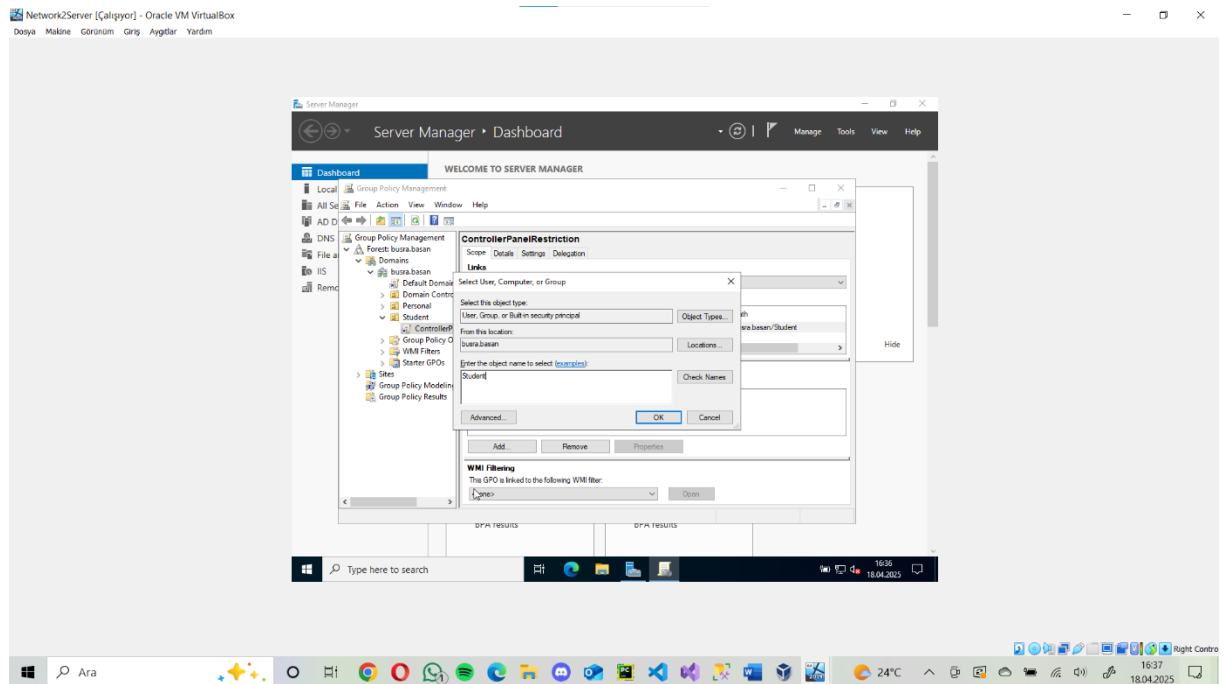 Network2Server [Çalışıyor] - Oracle VM VirtualBox
Dosya Makine Görünüm Giriş Aygıtlar Yardım
Server Manager
Server Manager • Dashboard
Manage Tools View Help
Dashboard
WELCOME TO SERVER MANAGER
Local
All Se
AD D
DNS
File a
IIS
Remo
Group Policy Management
File Action View Window Help
Group Policy Management
Forest: busra.basan
Domains
busra.basan
Default Domain
Domain Contro
Personal
Student
ControllerP
Group Policy O
WMI Filters
Starter GPOs
Sites
Group Policy Modeling
Group Policy Results
ControllerPanelRestriction
Scope Details Settings Delegation
Links
th
sra.basan/Student
Hide
Select User, Computer, or Group
Select this object type:
User, Group, or Built-in security principal
Object Types...
From this location:
busra.basan
Locations...
Enter the object name to select (examples):
Student
Check Names
Advanced...
OK
Cancel
Add...
Remove
Properties
WMI Filtering
This GPO is linked to the following WMI filter:
<none>
Open
BPA results
BPA results
Type here to search
16:36
18.04.2025
Right Contro
Ara
24°C
16:37
18.04.2025